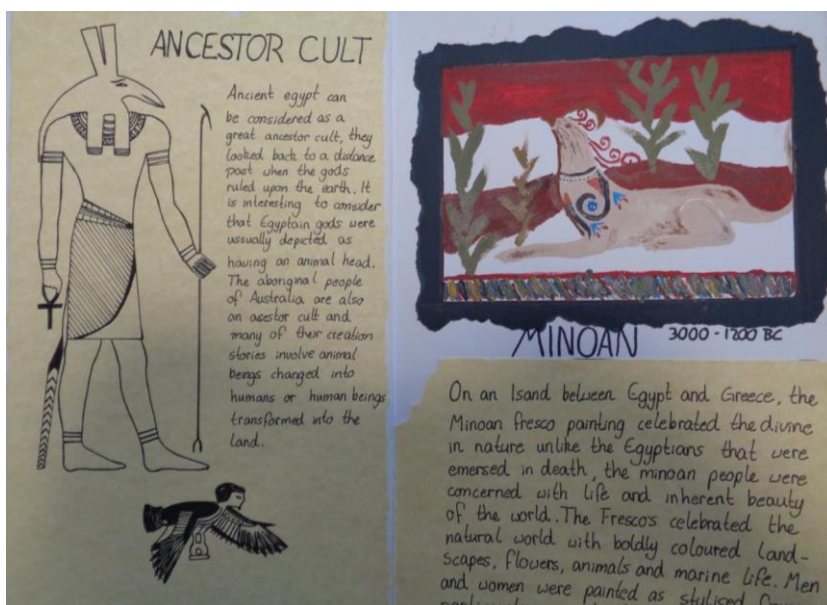 ANCESTOR CULT
Ancient egypt can
be considered as a
great ancestor cult, they
looked back to a distance
past when the gods
ruled upon the earth. It
is interesting to consider
that Egyptain gods were
ususally depicted as
having an animal head.
The aboriginal people
of Australia are also
an asestor cult and
many of their creation
stories involve animal
beings changed into
humans or human beings
transformed into the
land.
MINOAN 3000 - 1200 BC
On an Isand between Egypt and Greece, the
Minoan fresco painting celebrated the divine
in nature unlike the Egyptians that were
emersed in death, the minoan people were
concerned with life and inherent beauty
of the world. The Fresco's celebrated the
natural world with boldly coloured land-
scapes, flowers, animals and marine life. Men
and women were painted as stylised